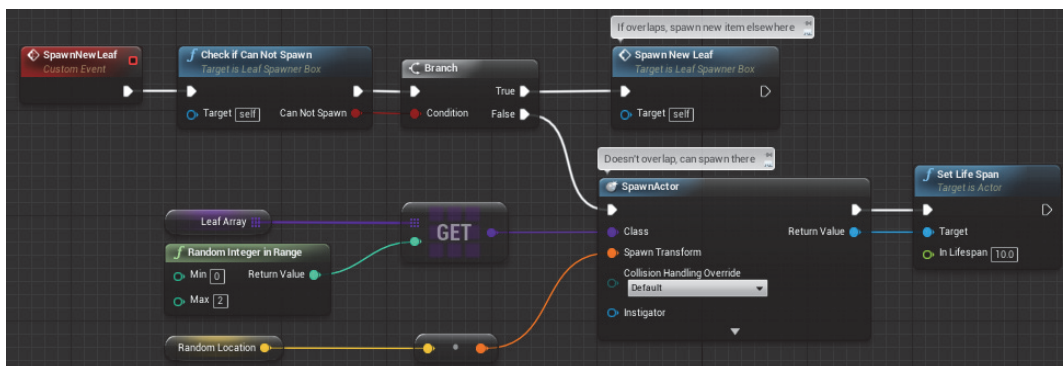 If overlaps, spawn new item elsewhere
SpawnNewLeaf
Custom Event
f Check if Can Not Spawn
Target is Leaf Spawner Box
Target self
Can Not Spawn
Branch
True
Condition
False
Spawn New Leaf
Target is Leaf Spawner Box
Target self
Doesn't overlap, can spawn there
SpawnActor
Class
Return Value
Spawn Transform
Collision Handling Override
Default
Instigator
f Set Life Span
Target is Actor
Target
In Lifespan 10.0
Leaf Array
GET
f Random Integer in Range
Min 0
Return Value
Max 2
Random Location